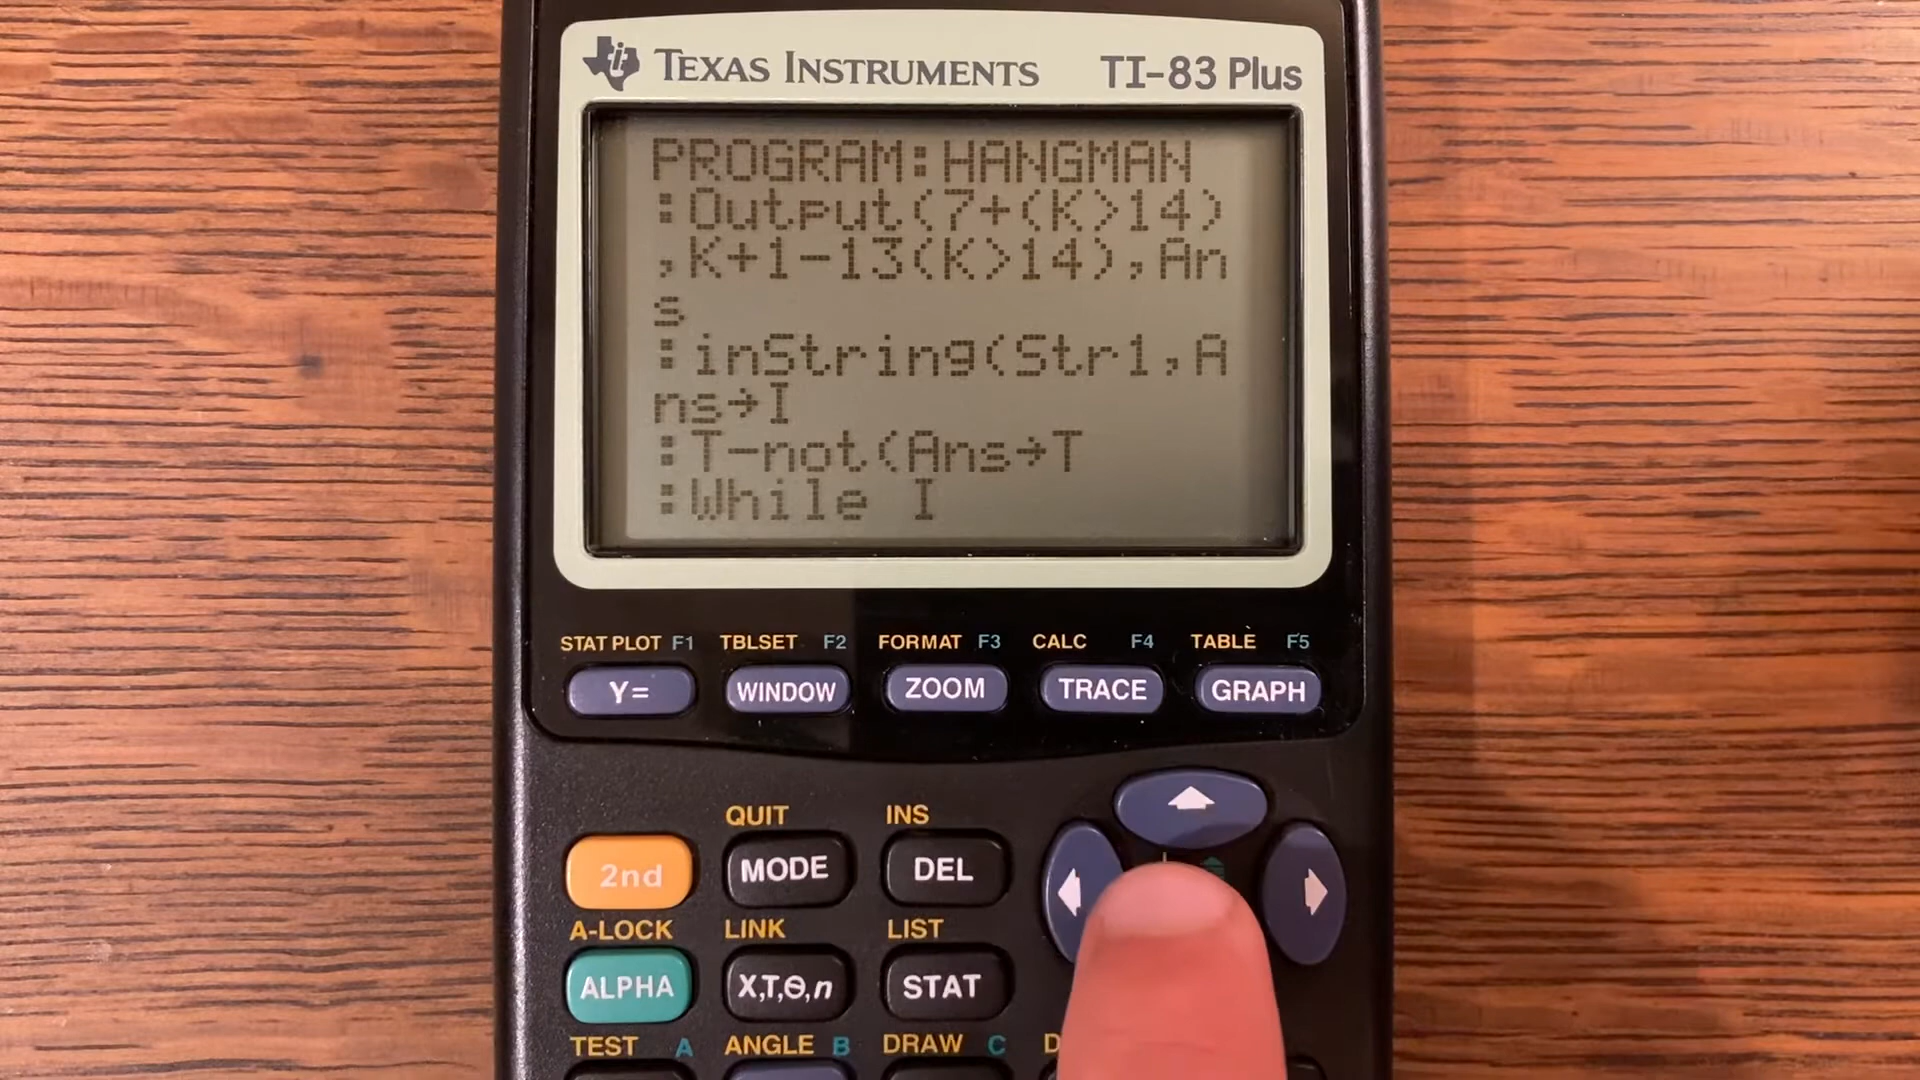 TEXAS INSTRUMENTS TI-83 Plus
PROGRAM:HANGMAN
:Output(7+(K>14)
,K+1-13(K>14),An
s
:inString(Str1,A
ns→I
:T-not(Ans→T
:While I
STAT PLOT F1 TBLSET F2 FORMAT F3 CALC F4 TABLE F5
Y= WINDOW ZOOM TRACE GRAPH
QUIT INS
2nd MODE DEL
A-LOCK LINK LIST
ALPHA X,T,Θ,n STAT
TEST A ANGLE B DRAW C